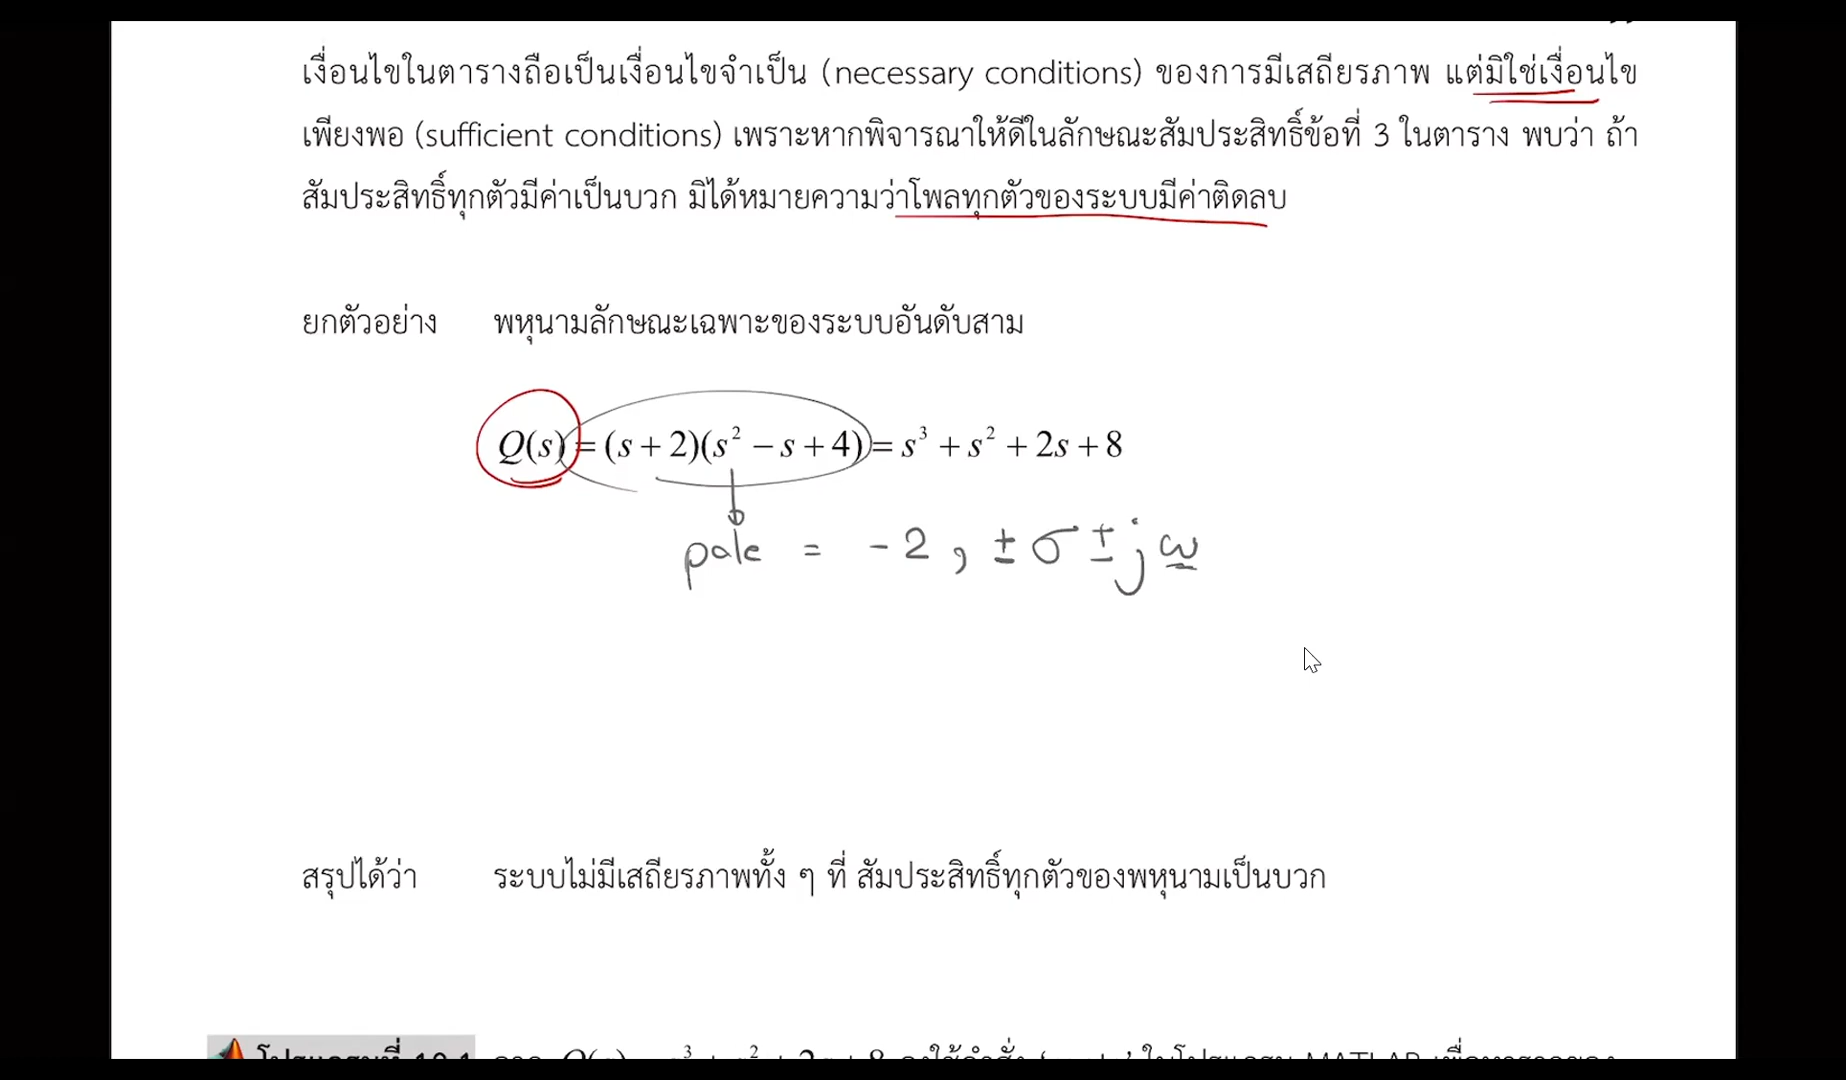 เงื่อนไขในตารางถือเป็นเงื่อนไขจำเป็น (necessary conditions) ของการมีเสถียรภาพ แต่มิใช่เงื่อนไข
เพียงพอ (sufficient conditions) เพราะหากพิจารณาให้ดีในลักษณะสัมประสิทธิ์ข้อที่ 3 ในตาราง พบว่า ถ้า
สัมประสิทธิ์ทุกตัวมีค่าเป็นบวก มิได้หมายความว่าโพลทุกตัวของระบบมีค่าติดลบ
ยกตัวอย่าง พหุนามลักษณะเฉพาะของระบบอันดับสาม
Q(s) = (s + 2)(s² − s + 4) = s³ + s² + 2s + 8
pole = -2 , ± σ ± jω
สรุปได้ว่า ระบบไม่มีเสถียรภาพทั้ง ๆ ที่ สัมประสิทธิ์ทุกตัวของพหุนามเป็นบวก
โปรแกรมที่ 10.1